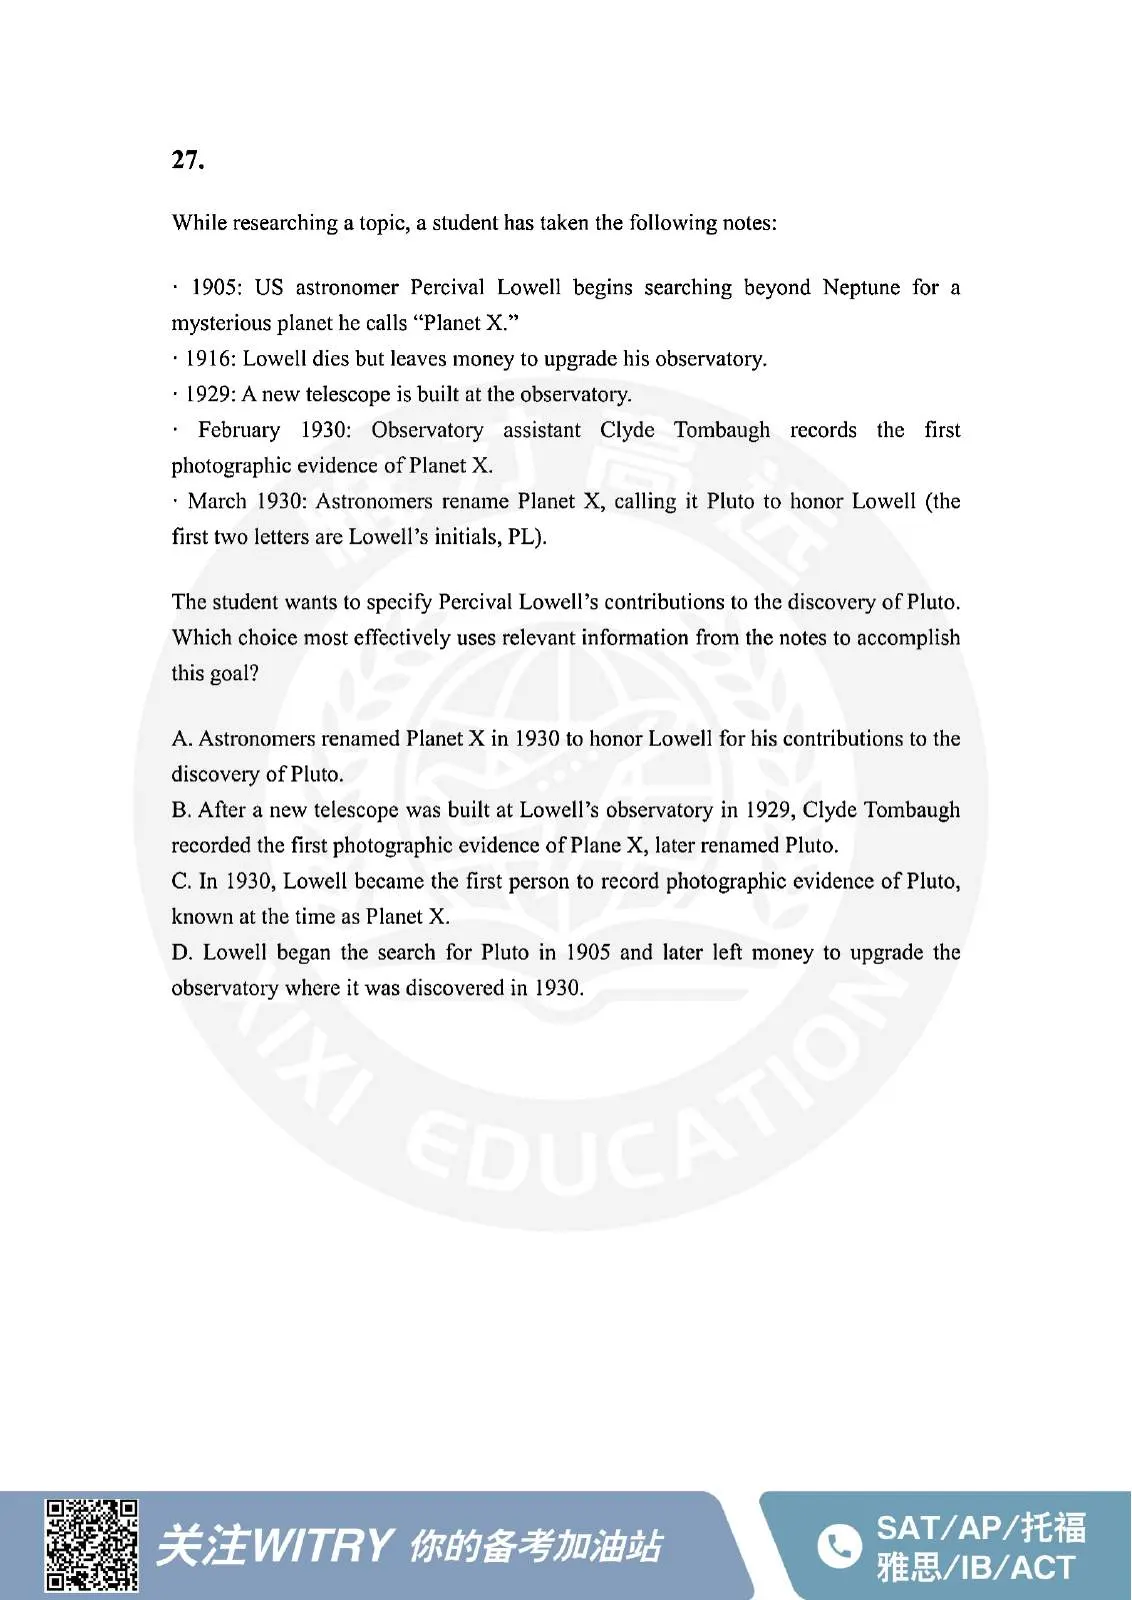 27.
While researching a topic, a student has taken the following notes:
· 1905: US astronomer Percival Lowell begins searching beyond Neptune for a
mysterious planet he calls “Planet X.”
· 1916: Lowell dies but leaves money to upgrade his observatory.
· 1929: A new telescope is built at the observatory.
· February 1930: Observatory assistant Clyde Tombaugh records the first
photographic evidence of Planet X.
· March 1930: Astronomers rename Planet X, calling it Pluto to honor Lowell (the
first two letters are Lowell’s initials, PL).
The student wants to specify Percival Lowell’s contributions to the discovery of Pluto.
Which choice most effectively uses relevant information from the notes to accomplish
this goal?
A. Astronomers renamed Planet X in 1930 to honor Lowell for his contributions to the
discovery of Pluto.
B. After a new telescope was built at Lowell’s observatory in 1929, Clyde Tombaugh
recorded the first photographic evidence of Plane X, later renamed Pluto.
C. In 1930, Lowell became the first person to record photographic evidence of Pluto,
known at the time as Planet X.
D. Lowell began the search for Pluto in 1905 and later left money to upgrade the
observatory where it was discovered in 1930.
XIXI EDUCATION
关注WITRY 你的备考加油站
SAT/AP/托福
雅思/IB/ACT